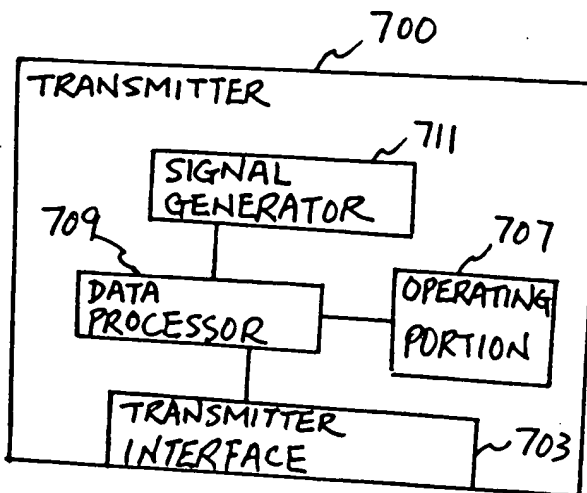 700
TRANSMITTER
711
SIGNAL
GENERATOR
709
707
DATA
PROCESSOR
OPERATING
PORTION
TRANSMITTER
INTERFACE
703